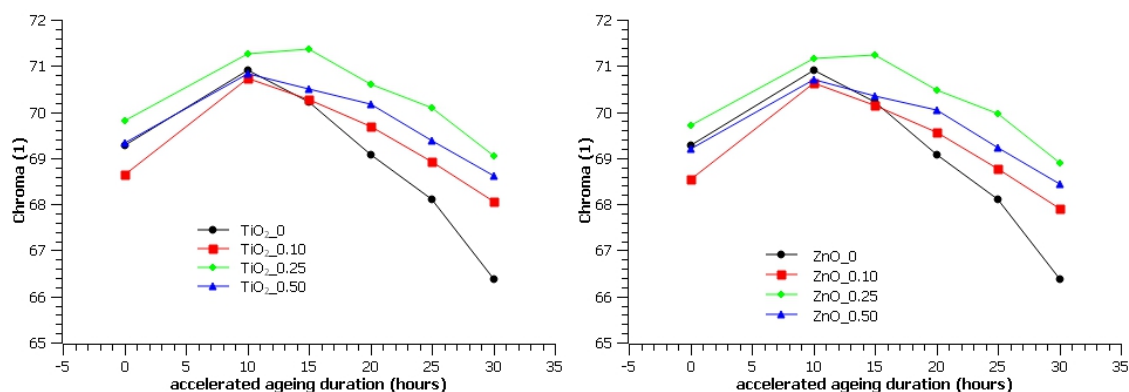 72
71
70
69
68
67
66
65
Chroma (1)
TiO₂_0
TiO₂_0.10
TiO₂_0.25
TiO₂_0.50
-5 0 5 10 15 20 25 30 35
accelerated ageing duration (hours)
72
71
70
69
68
67
66
65
Chroma (1)
ZnO_0
ZnO_0.10
ZnO_0.25
ZnO_0.50
-5 0 5 10 15 20 25 30 35
accelerated ageing duration (hours)